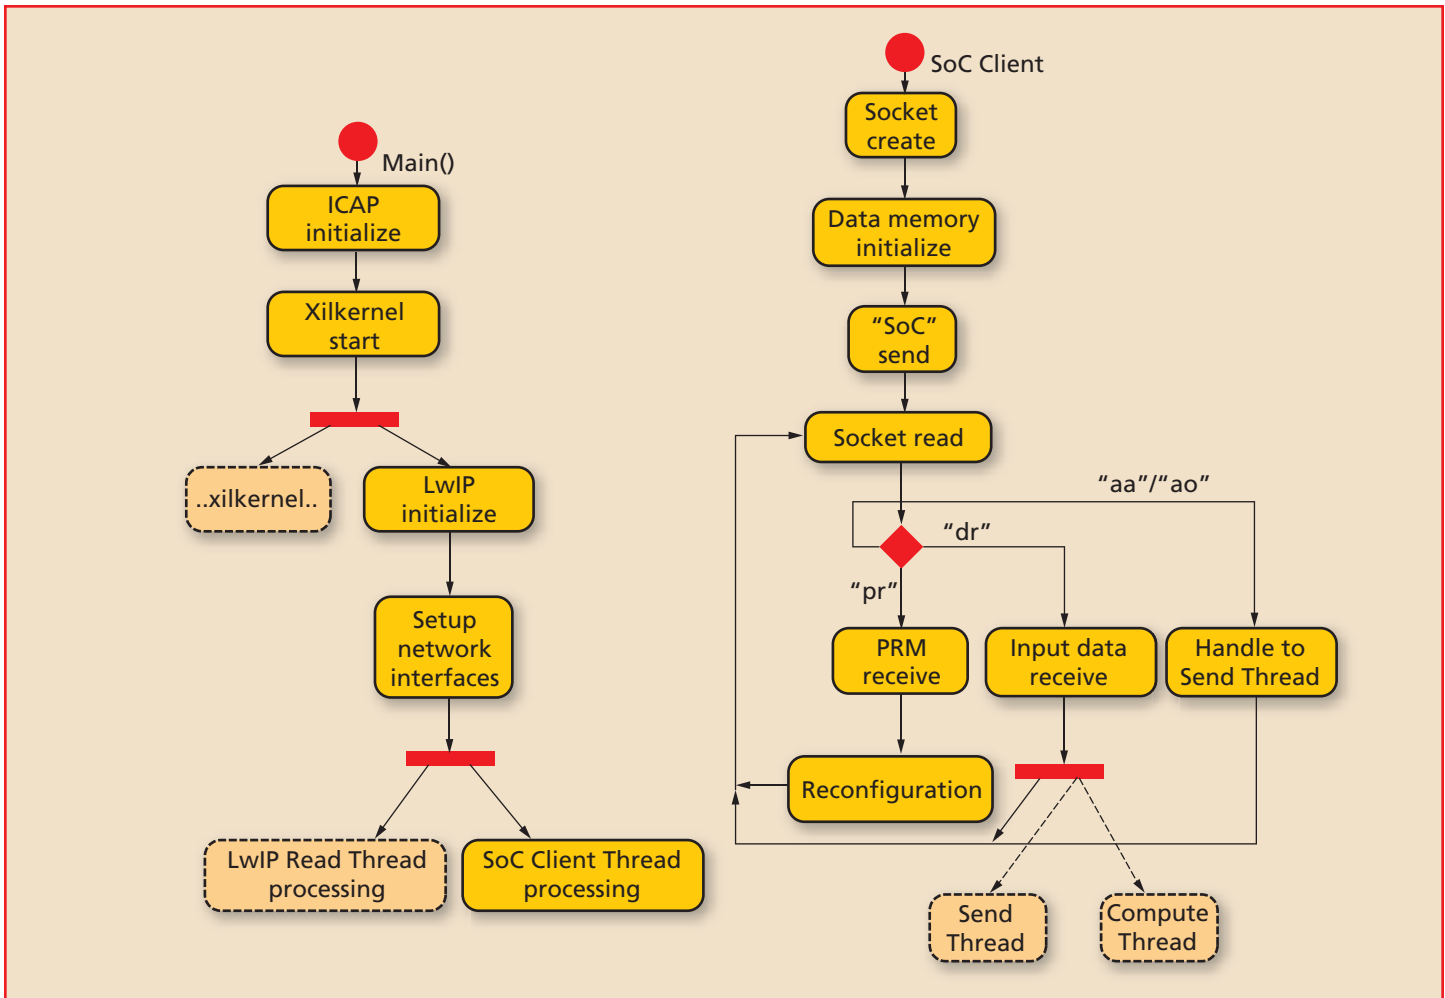 Main()
ICAP
initialize
Xilkernel
start
..xilkernel..
LwIP
initialize
Setup
network
interfaces
LwIP Read Thread
processing
SoC Client Thread
processing
SoC Client
Socket
create
Data memory
initialize
“SoC”
send
Socket read
“aa”/“ao”
“dr”
“pr”
PRM
receive
Input data
receive
Handle to
Send Thread
Reconfiguration
Send
Thread
Compute
Thread